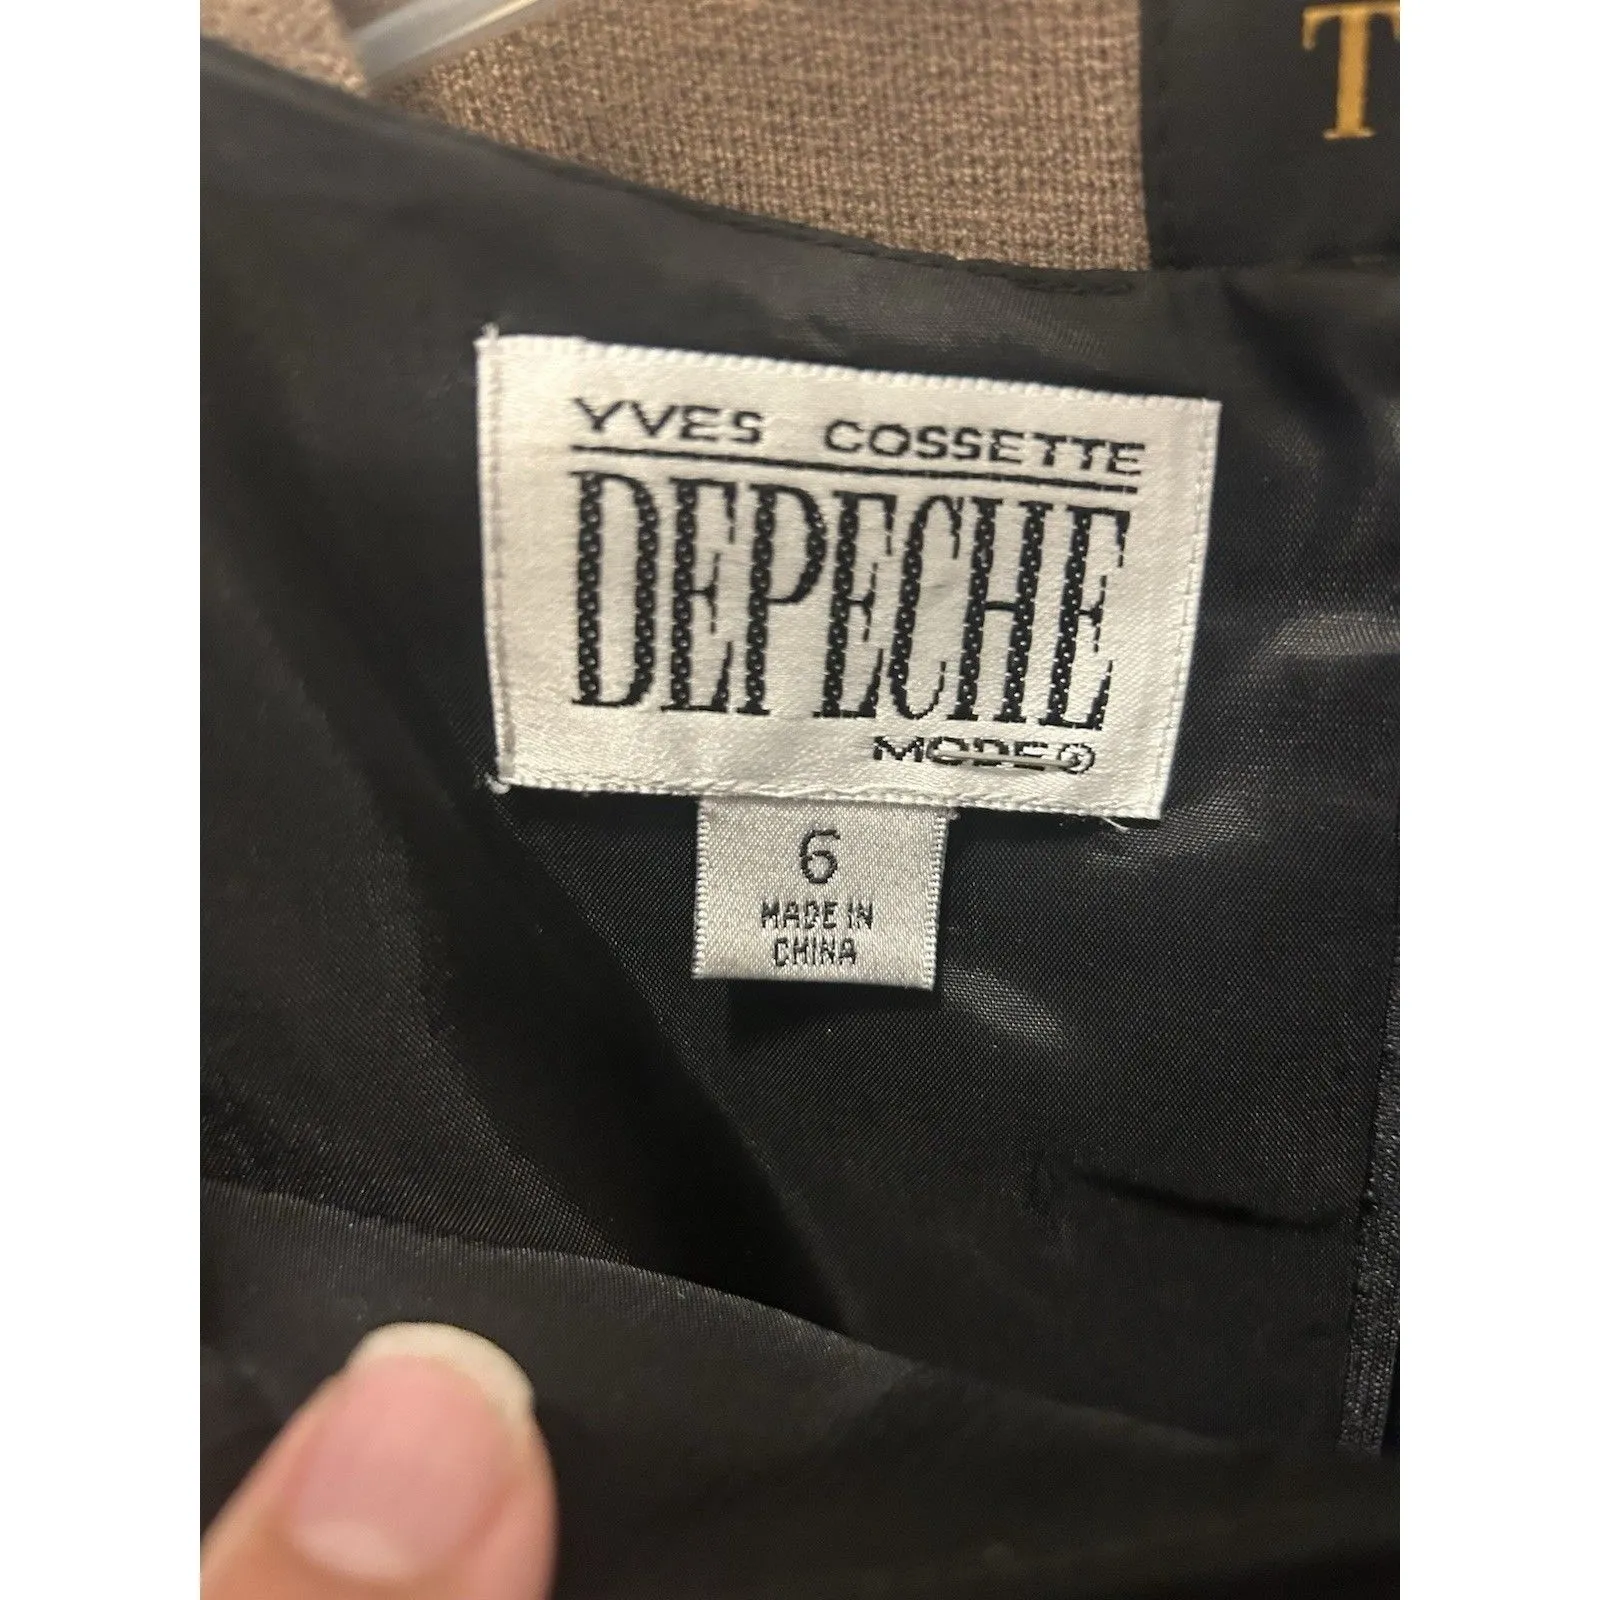 T
YVES COSSETTE
DEPECHE
MODE®
6
MADE IN
CHINA